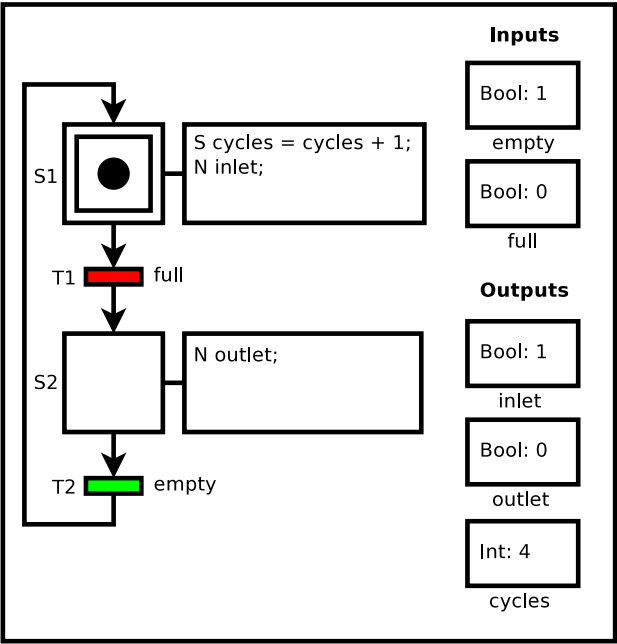 S1
S cycles = cycles + 1;
N inlet;
T1
full
S2
N outlet;
T2
empty
Inputs
Bool: 1
empty
Bool: 0
full
Outputs
Bool: 1
inlet
Bool: 0
outlet
Int: 4
cycles